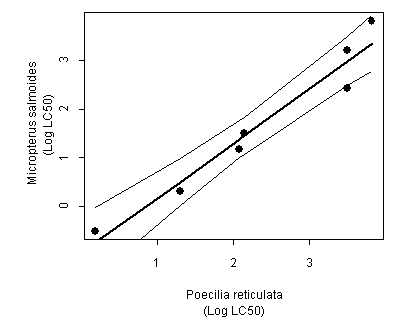 Micropterus salmoides
(Log LC50)
3
2
1
0
1
2
3
Poecilia reticulata
(Log LC50)